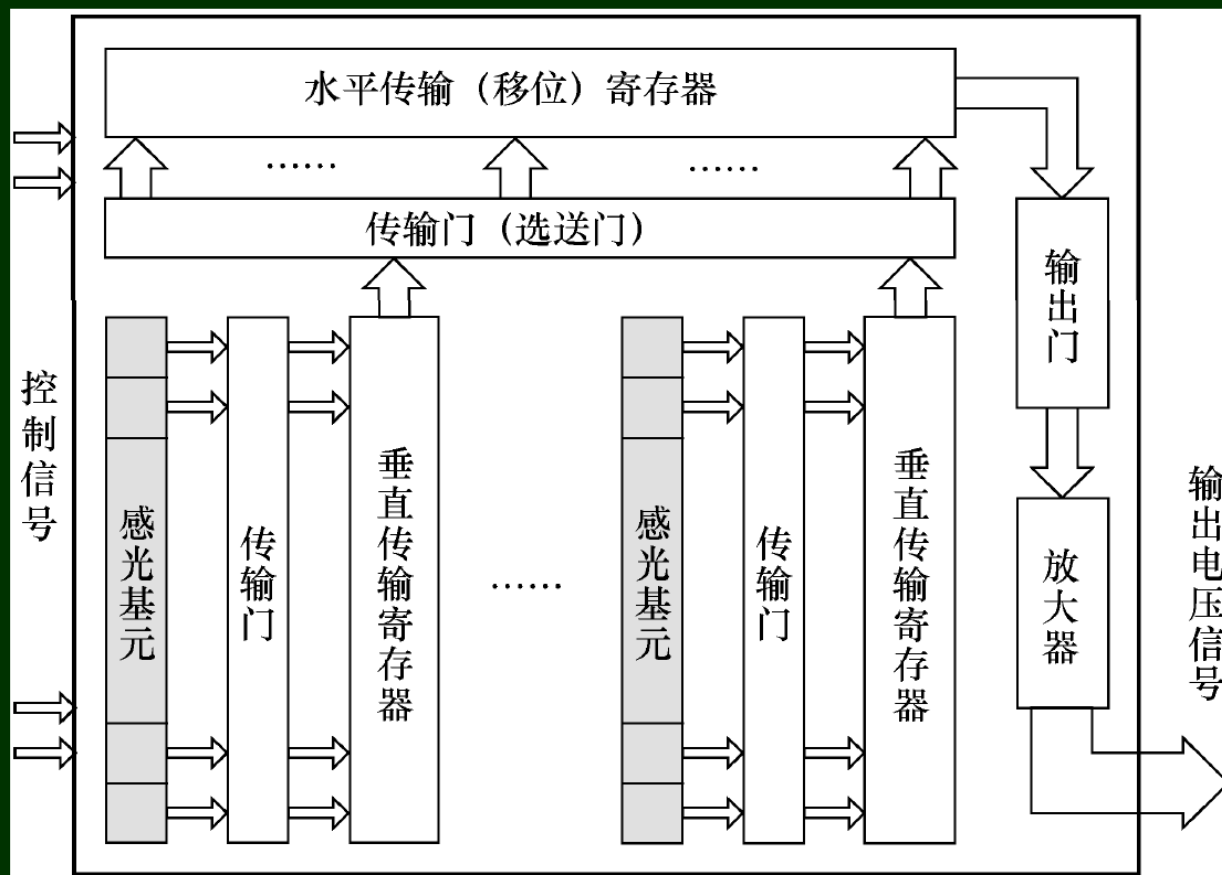 水平传输（移位）寄存器
……
……
传输门（选送门）
控制信号
感光基元
传输门
垂直传输寄存器
……
感光基元
传输门
垂直传输寄存器
输出门
放大器
输出电压信号